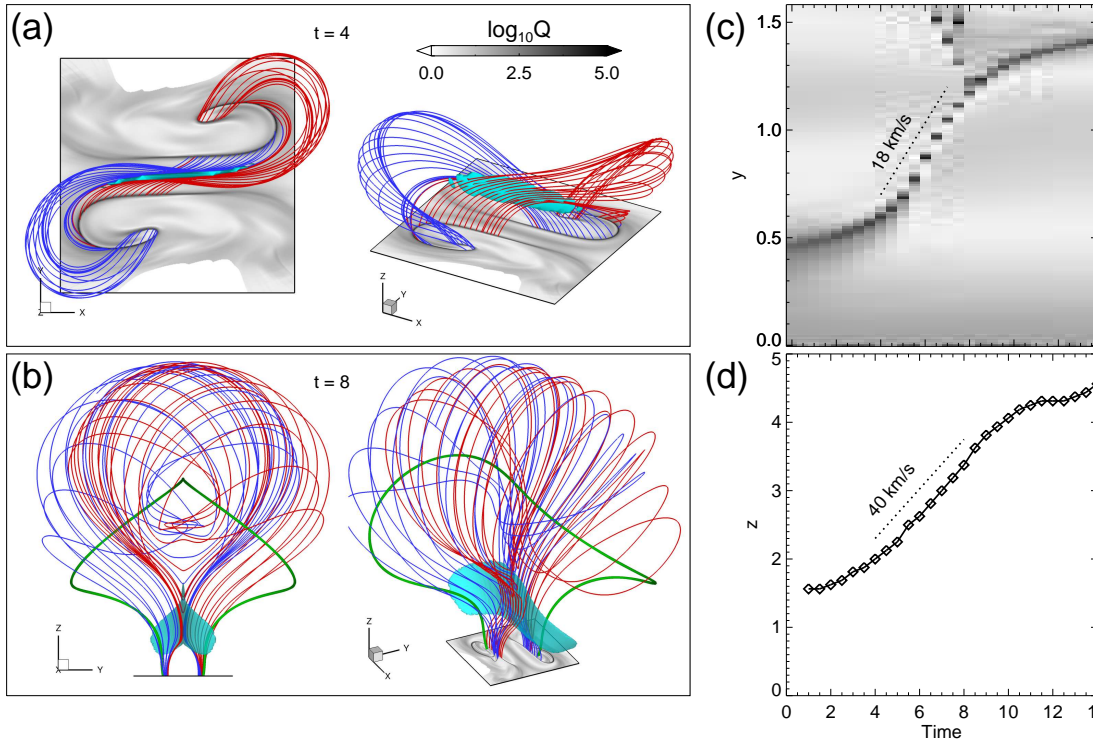 (a)
t = 4
log₁₀Q
0.0 2.5 5.0
Y
Z X
Z
Y
X
(b)
t = 8
Z
X Y
Z
Y
X
(c)
1.5
1.0
0.5
0.0
y
18 km/s
(d)
5
4
3
2
1
0
z
40 km/s
0 2 4 6 8 10 12 14
Time